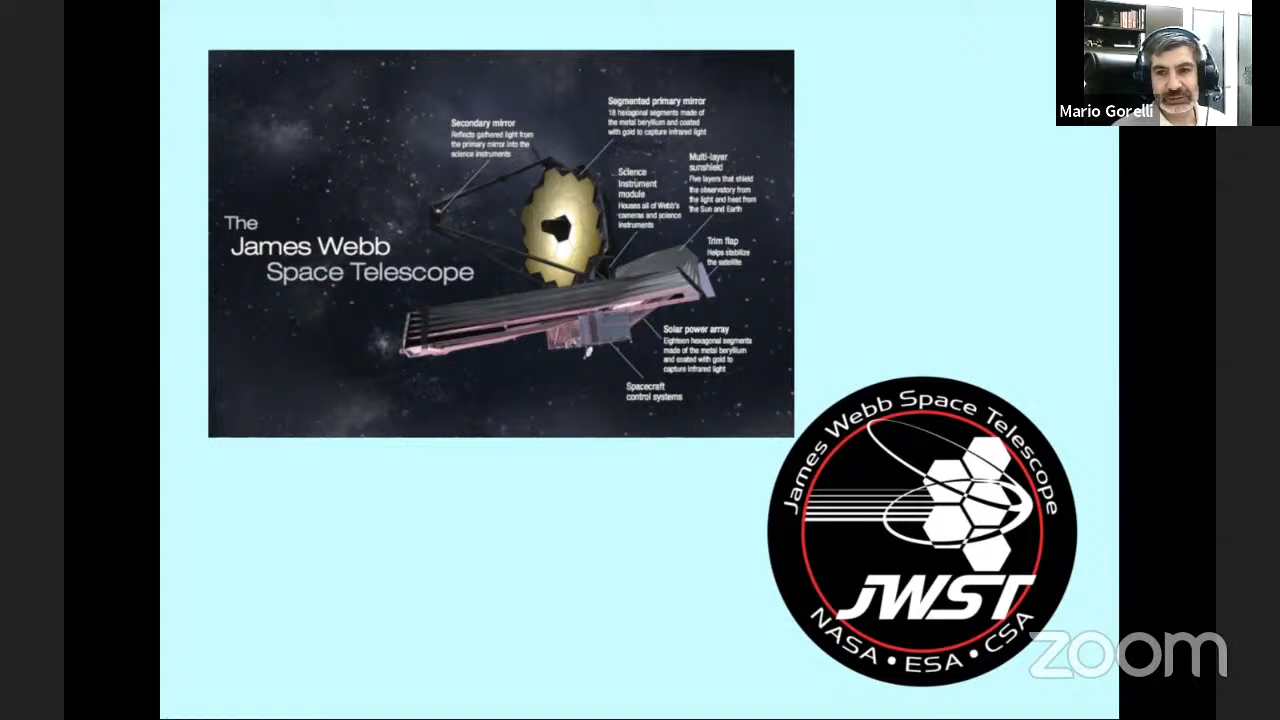 Mario Gorelli
Segmented primary mirror
18 hexagonal segments made of
the metal beryllium and coated
with gold to capture infrared light
Secondary mirror
Reflects gathered light from
the primary mirror into the
science instruments
Multi-layer
sunshield
Five layers that shield
the observatory from
the light and heat from
the Sun and Earth
Science
Instrument
module
Houses all of Webb's
cameras and science
instruments
The
James Webb
Space Telescope
Trim flap
Helps stabilize
the satellite
Solar power array
Eighteen hexagonal segments
made of the metal beryllium
and coated with gold to
capture infrared light
Spacecraft
control systems
James Webb Space Telescope
JWST
NASA • ESA • CSA
zoom